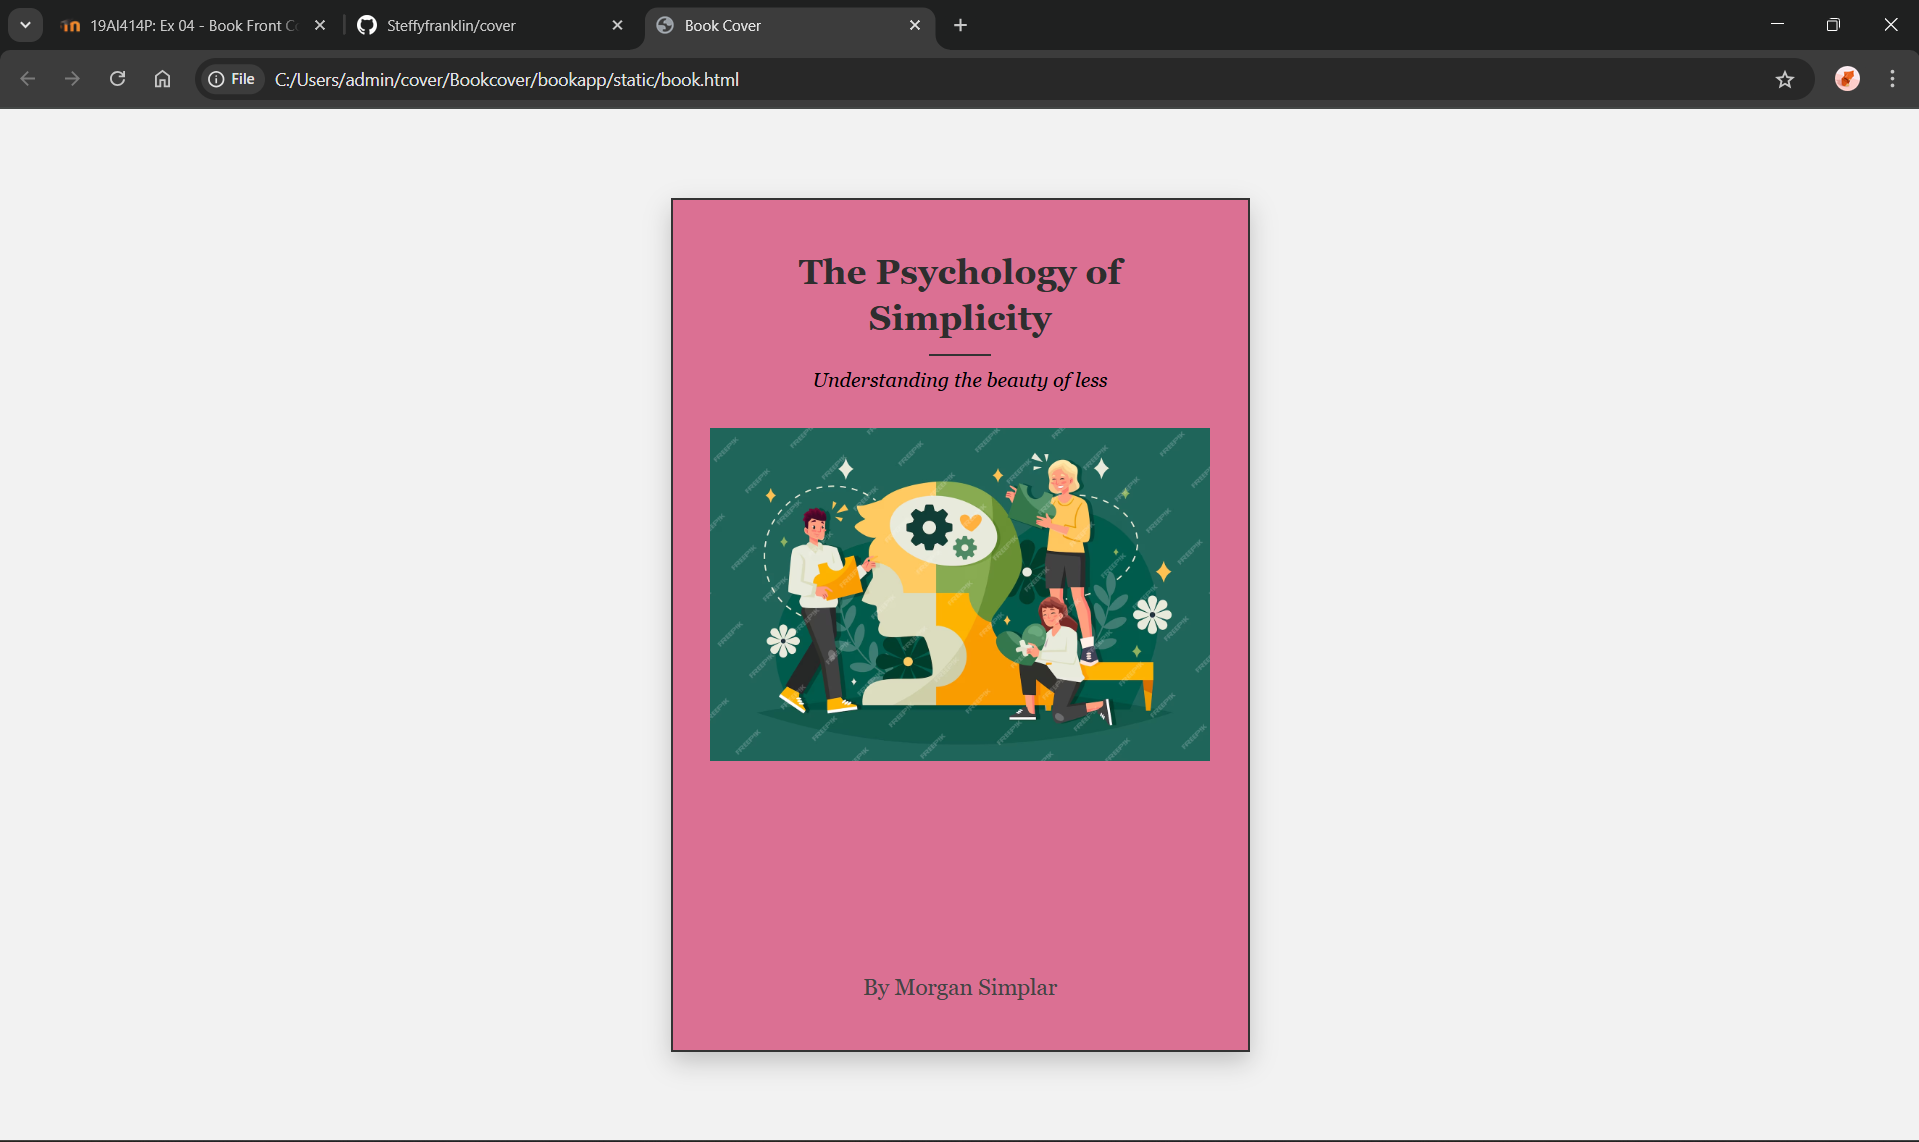 19AI414P: Ex 04 - Book Front C
Steffyfranklin/cover
Book Cover
File
C:/Users/admin/cover/Bookcover/bookapp/static/book.html
The Psychology of
Simplicity
Understanding the beauty of less
FREEPIK
By Morgan Simplar